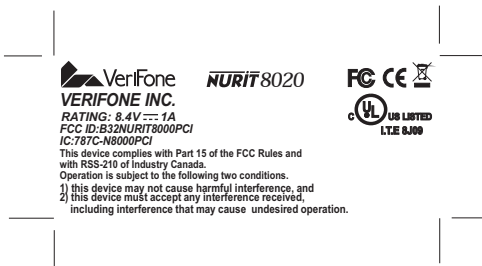 VeriFone NURIT 8020 FC CE
VERIFONE INC.
RATING: 8.4V 1A
FCC ID:B32NURIT8000PCI
IC:787C-N8000PCI
C UL US LISTED
I.T.E 8J09
This device complies with Part 15 of the FCC Rules and
with RSS-210 of Industry Canada.
Operation is subject to the following two conditions.
1) this device may not cause harmful interference, and
2) this device must accept any interference received,
including interference that may cause undesired operation.